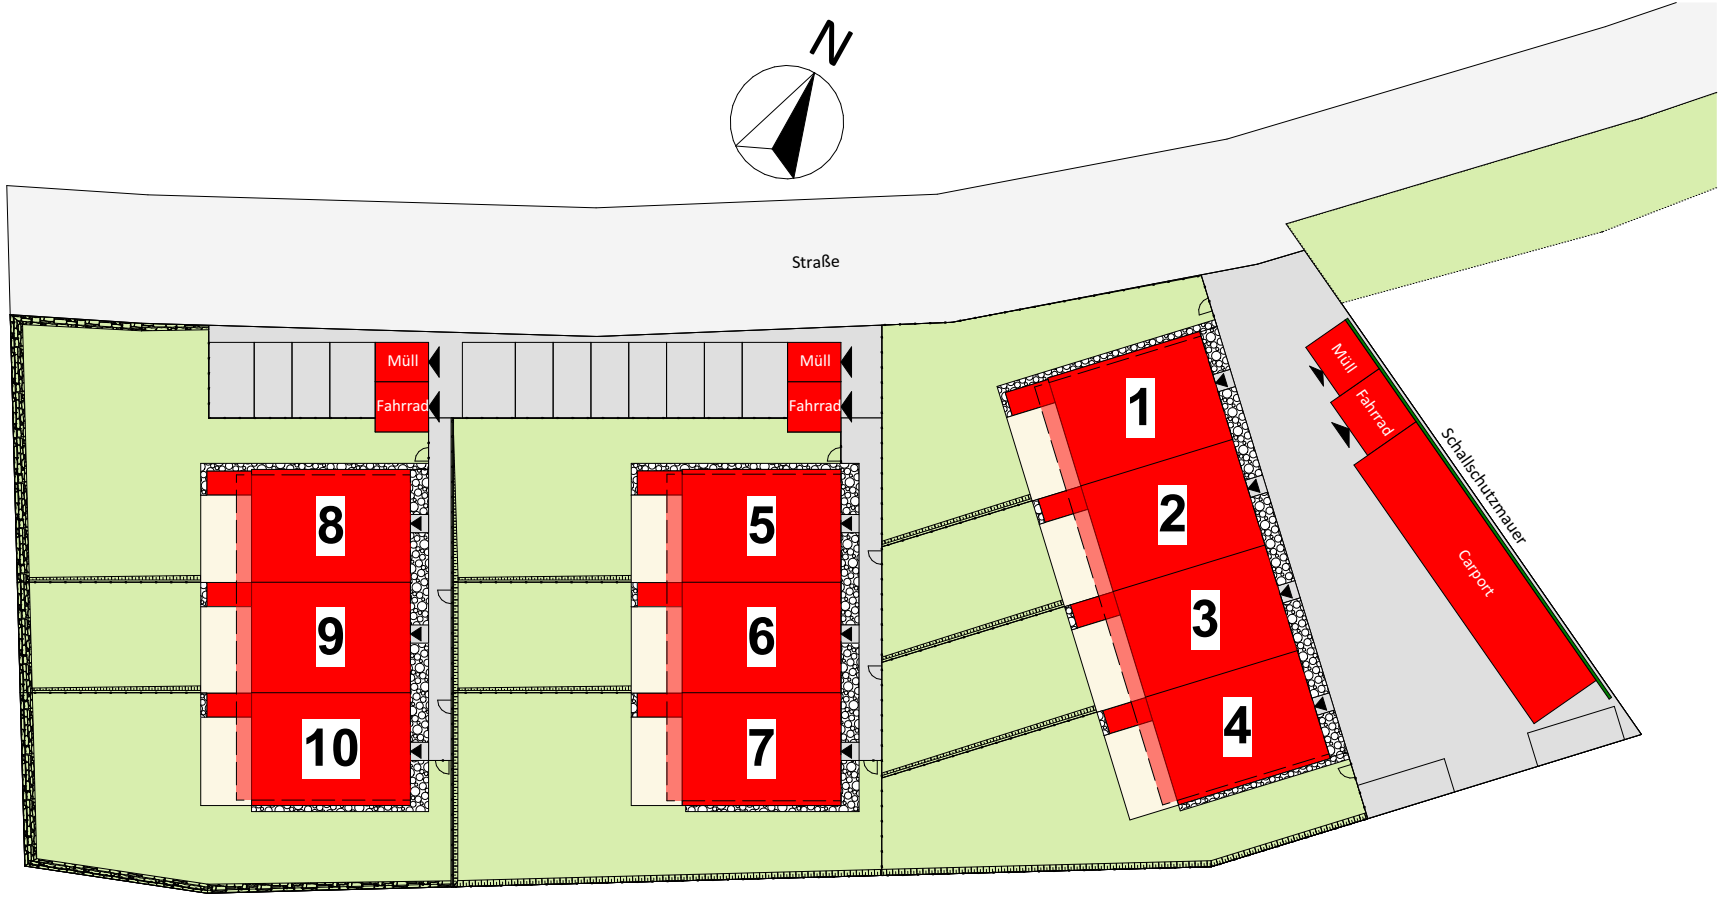 N
Straße
Müll
Fahrrad
Müll
Fahrrad
Müll
Fahrrad
Schallschutzmauer
Carport
1
2
3
4
5
6
7
8
9
10